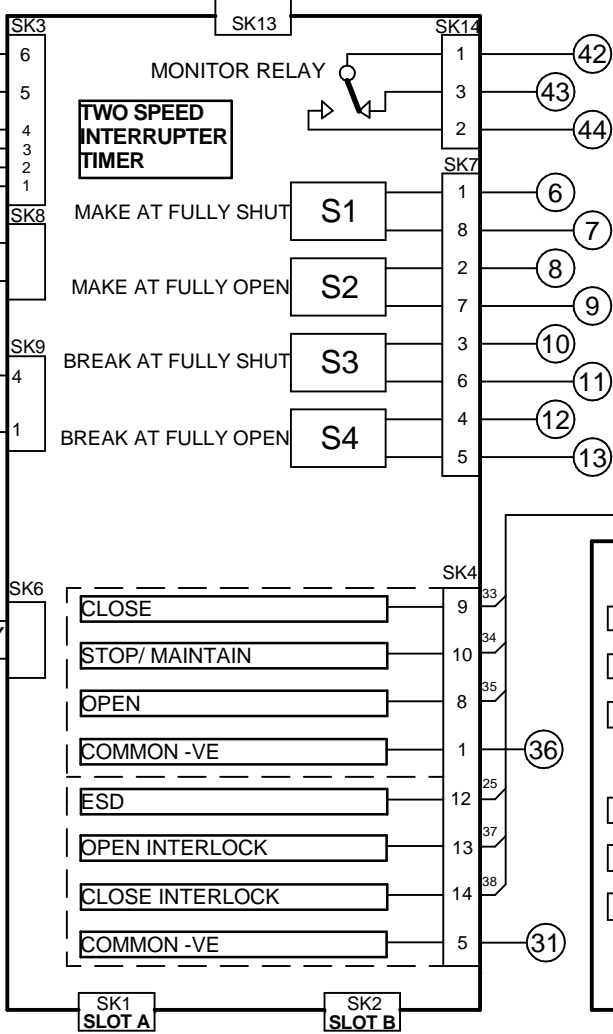 SK3
SK13
SK14
6
5
4
3
2
1
MONITOR RELAY
1
3
2
42
43
44
TWO SPEED
INTERRUPTER
TIMER
SK7
SK8
MAKE AT FULLY SHUT
S1
1
8
6
7
MAKE AT FULLY OPEN
S2
2
7
8
9
SK9
4
1
BREAK AT FULLY SHUT
S3
3
6
10
11
BREAK AT FULLY OPEN
S4
4
5
12
13
SK4
SK6
CLOSE
9
33
STOP/ MAINTAIN
10
34
OPEN
8
35
COMMON -VE
1
36
ESD
12
25
OPEN INTERLOCK
13
37
CLOSE INTERLOCK
14
38
COMMON -VE
5
31
SK1
SLOT A
SK2
SLOT B